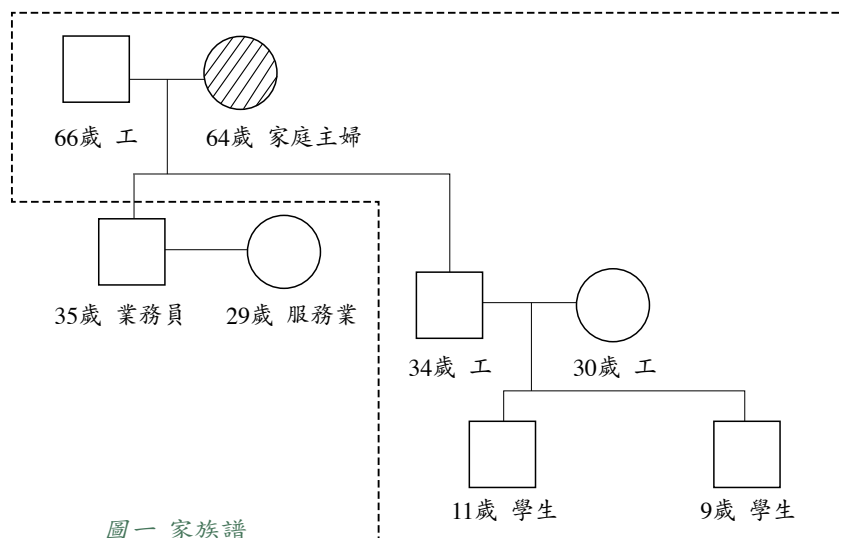 66歲 工
64歲 家庭主婦
35歲 業務員
29歲 服務業
34歲 工
30歲 工
11歲 學生
9歲 學生
圖一 家族譜